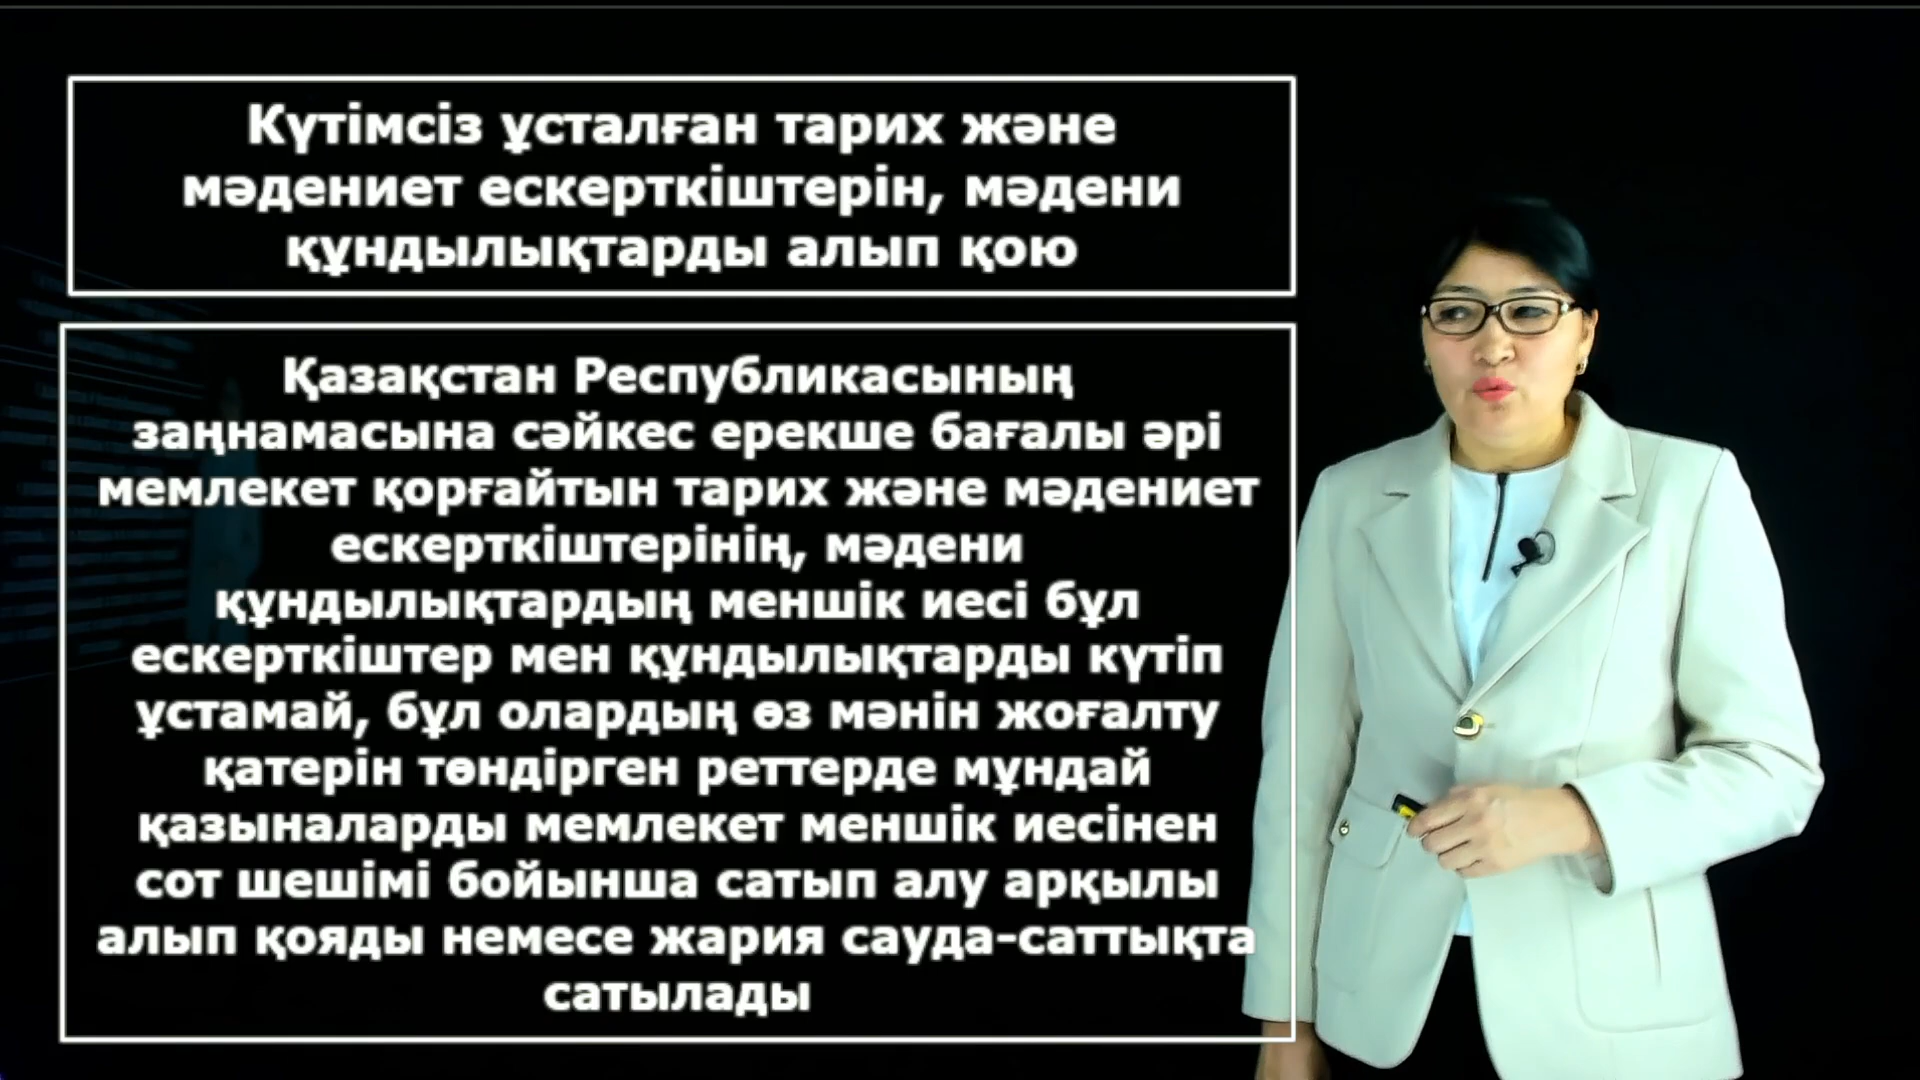 Күтімсіз ұсталған тарих және
мәдениет ескерткіштерін, мәдени
құндылықтарды алып қою
Қазақстан Республикасының
заңнамасына сәйкес ерекше бағалы әрі
мемлекет қорғайтын тарих және мәдениет
ескерткіштерінің, мәдени
құндылықтардың меншік иесі бұл
ескерткіштер мен құндылықтарды күтіп
ұстамай, бұл олардың өз мәнін жоғалту
қатерін төндірген реттерде мұндай
қазыналарды мемлекет меншік иесінен
сот шешімі бойынша сатып алу арқылы
алып қояды немесе жария сауда-саттықта
сатылады